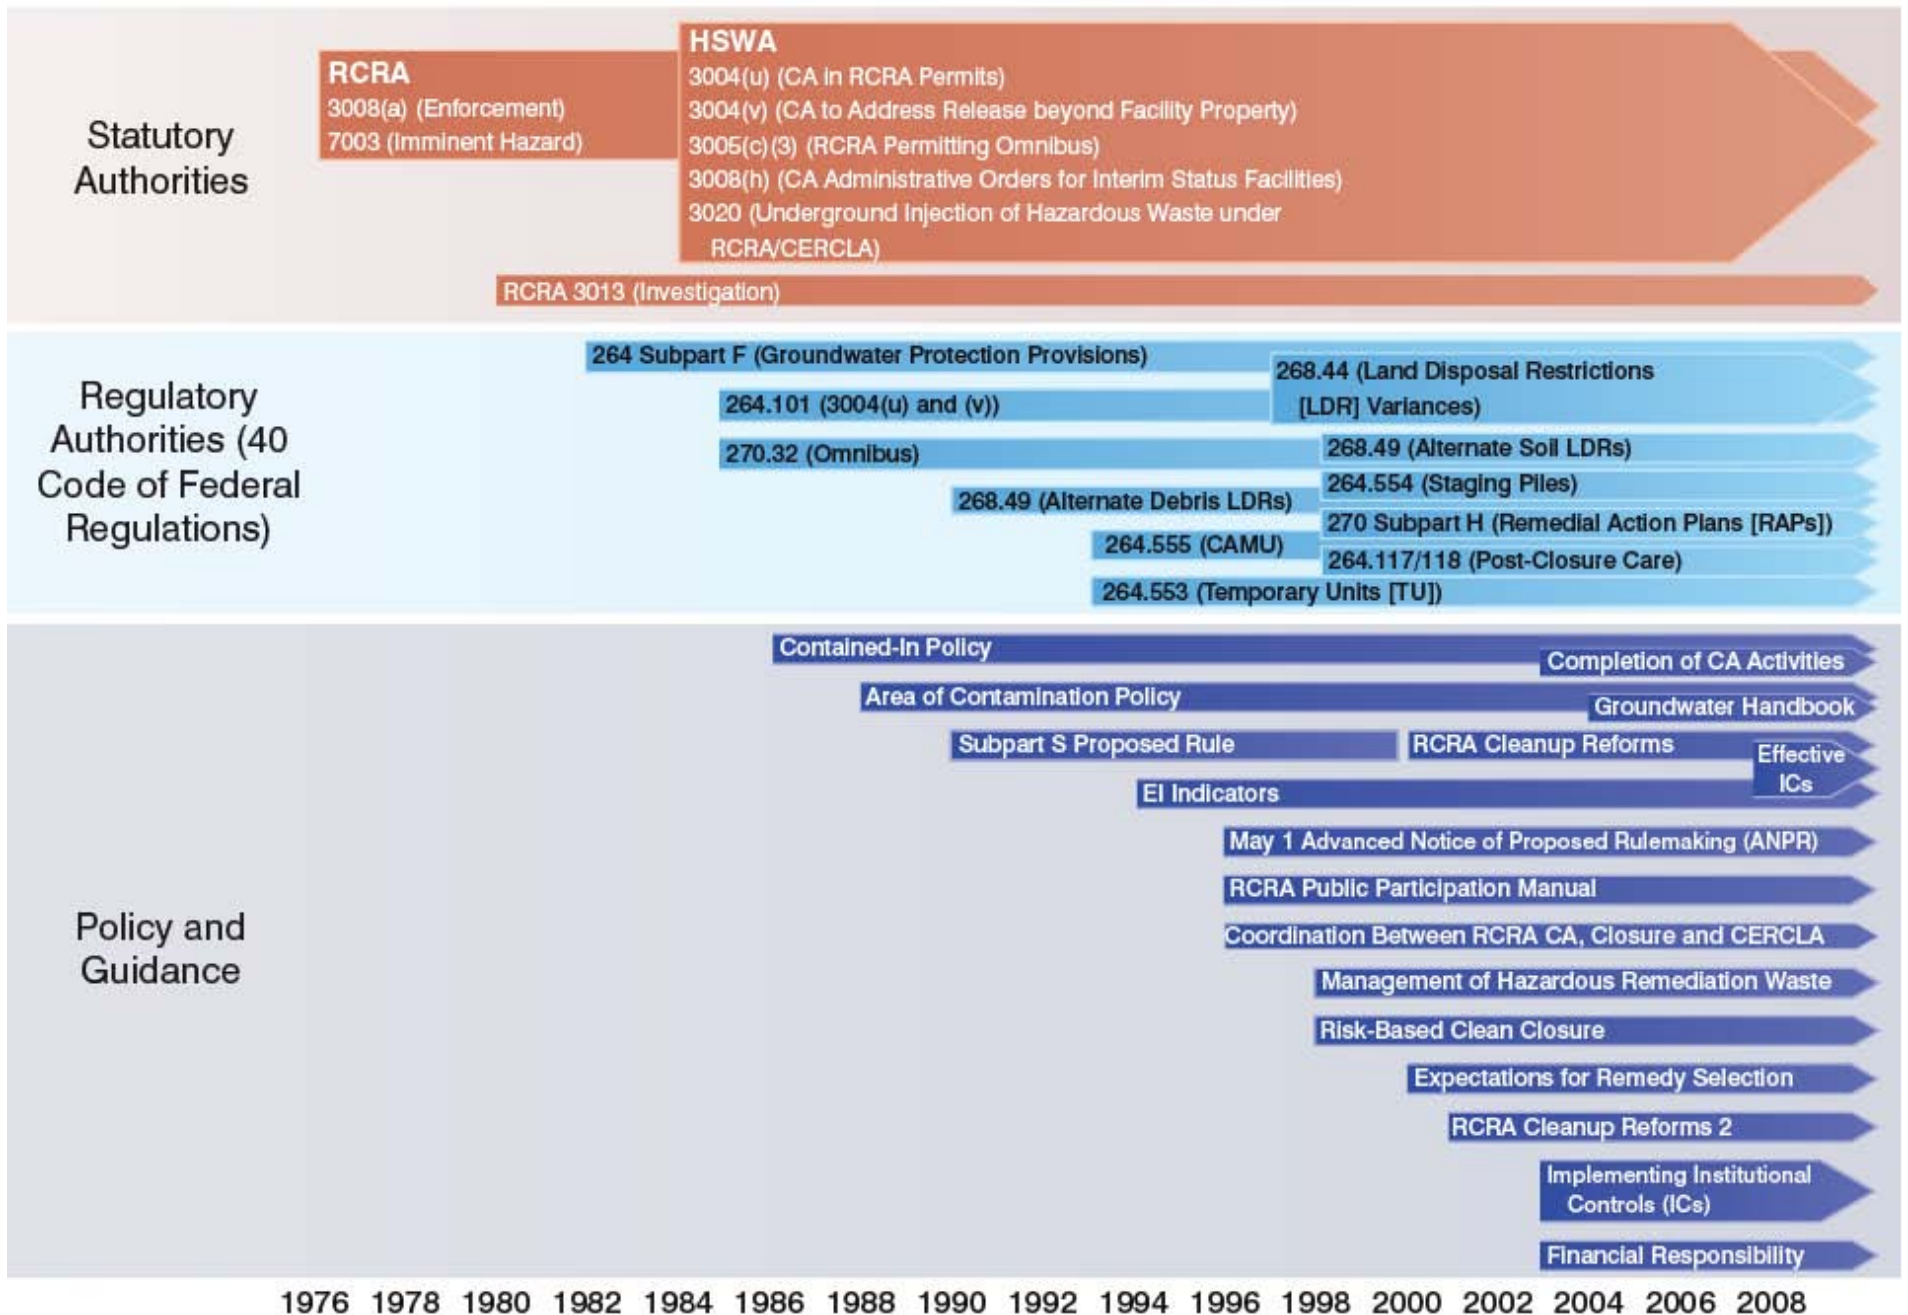 Statutory
Authorities
RCRA
3008(a) (Enforcement)
7003 (Imminent Hazard)
HSWA
3004(u) (CA in RCRA Permits)
3004(v) (CA to Address Release beyond Facility Property)
3005(c)(3) (RCRA Permitting Omnibus)
3008(h) (CA Administrative Orders for Interim Status Facilities)
3020 (Underground Injection of Hazardous Waste under
RCRA/CERCLA)
RCRA 3013 (Investigation)
Regulatory
Authorities (40
Code of Federal
Regulations)
264 Subpart F (Groundwater Protection Provisions)
268.44 (Land Disposal Restrictions
[LDR] Variances)
264.101 (3004(u) and (v))
270.32 (Omnibus)
268.49 (Alternate Soil LDRs)
264.554 (Staging Piles)
268.49 (Alternate Debris LDRs)
270 Subpart H (Remedial Action Plans [RAPs])
264.555 (CAMU)
264.117/118 (Post-Closure Care)
264.553 (Temporary Units [TU])
Policy and
Guidance
Contained-In Policy
Completion of CA Activities
Area of Contamination Policy
Groundwater Handbook
Subpart S Proposed Rule
RCRA Cleanup Reforms
Effective
ICs
EI Indicators
May 1 Advanced Notice of Proposed Rulemaking (ANPR)
RCRA Public Participation Manual
Coordination Between RCRA CA, Closure and CERCLA
Management of Hazardous Remediation Waste
Risk-Based Clean Closure
Expectations for Remedy Selection
RCRA Cleanup Reforms 2
Implementing Institutional
Controls (ICs)
Financial Responsibility
1976 1978 1980 1982 1984 1986 1988 1990 1992 1994 1996 1998 2000 2002 2004 2006 2008